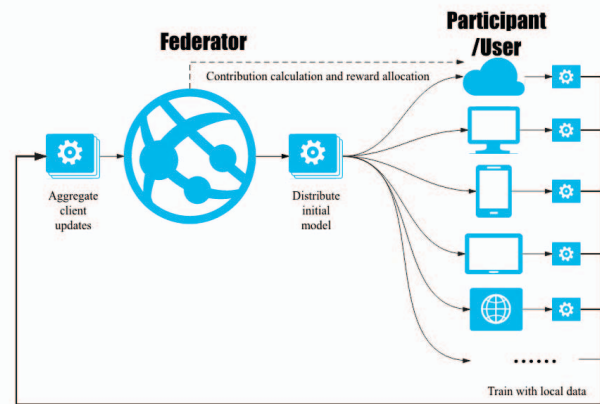 Federator
Participant
/User
Contribution calculation and reward allocation
Aggregate
client
updates
Distribute
initial
model
......
Train with local data